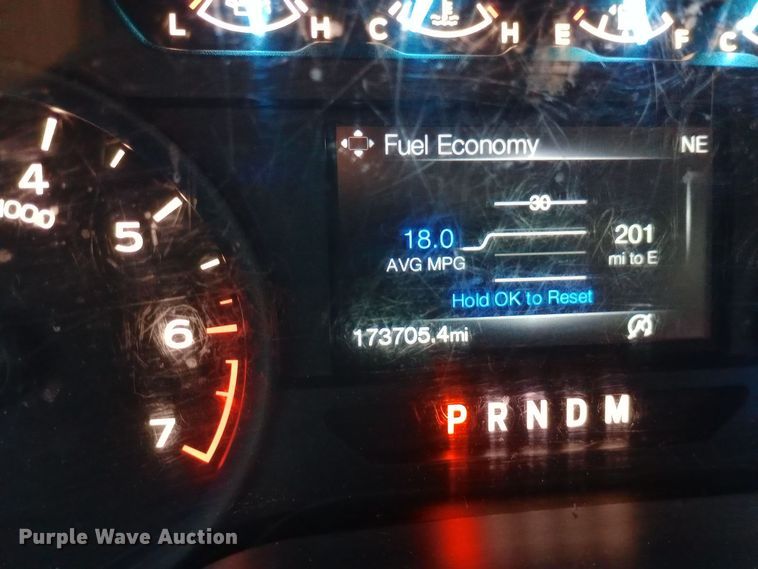 L H C H E F C
Fuel Economy NE
30
18.0 201
AVG MPG mi to E
Hold OK to Reset
173705.4mi
P R N D M
4
1000
5
6
7
Purple Wave Auction